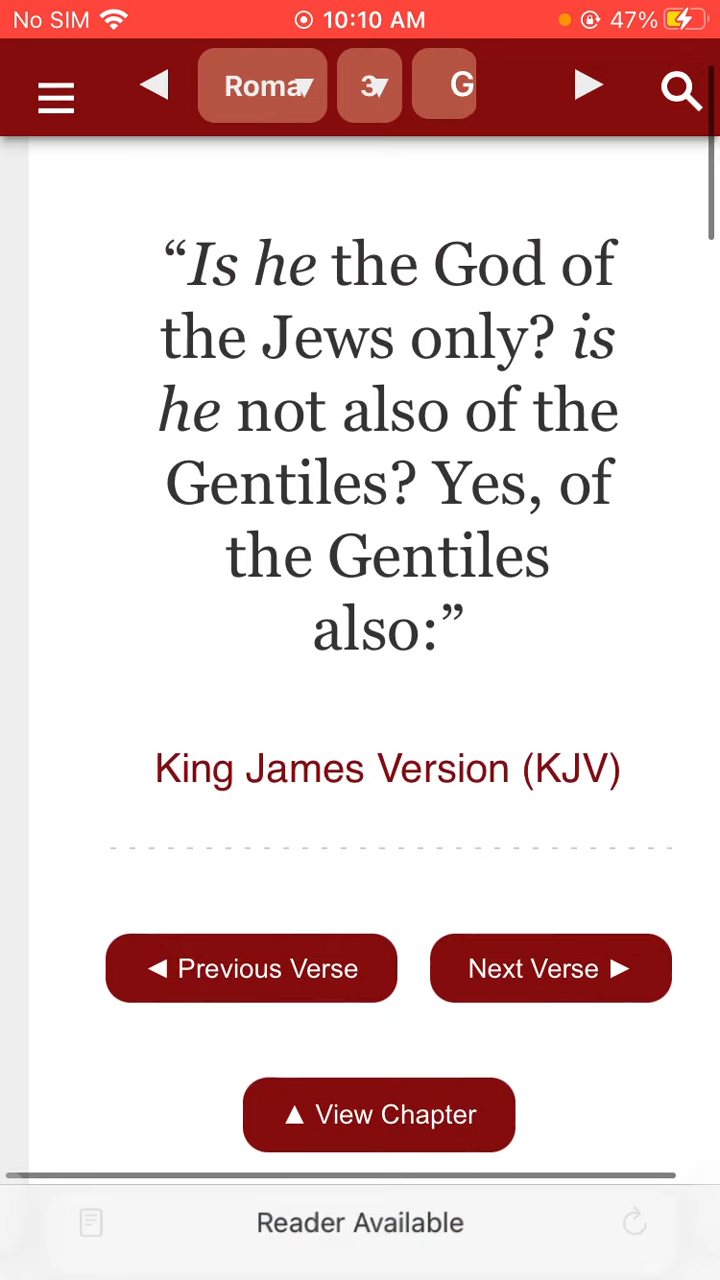 No SIM 10:10 AM 47%
Roma 3 G
“Is he the God of
the Jews only? is
he not also of the
Gentiles? Yes, of
the Gentiles
also:”
King James Version (KJV)
◀ Previous Verse Next Verse ▶
▲ View Chapter
Reader Available